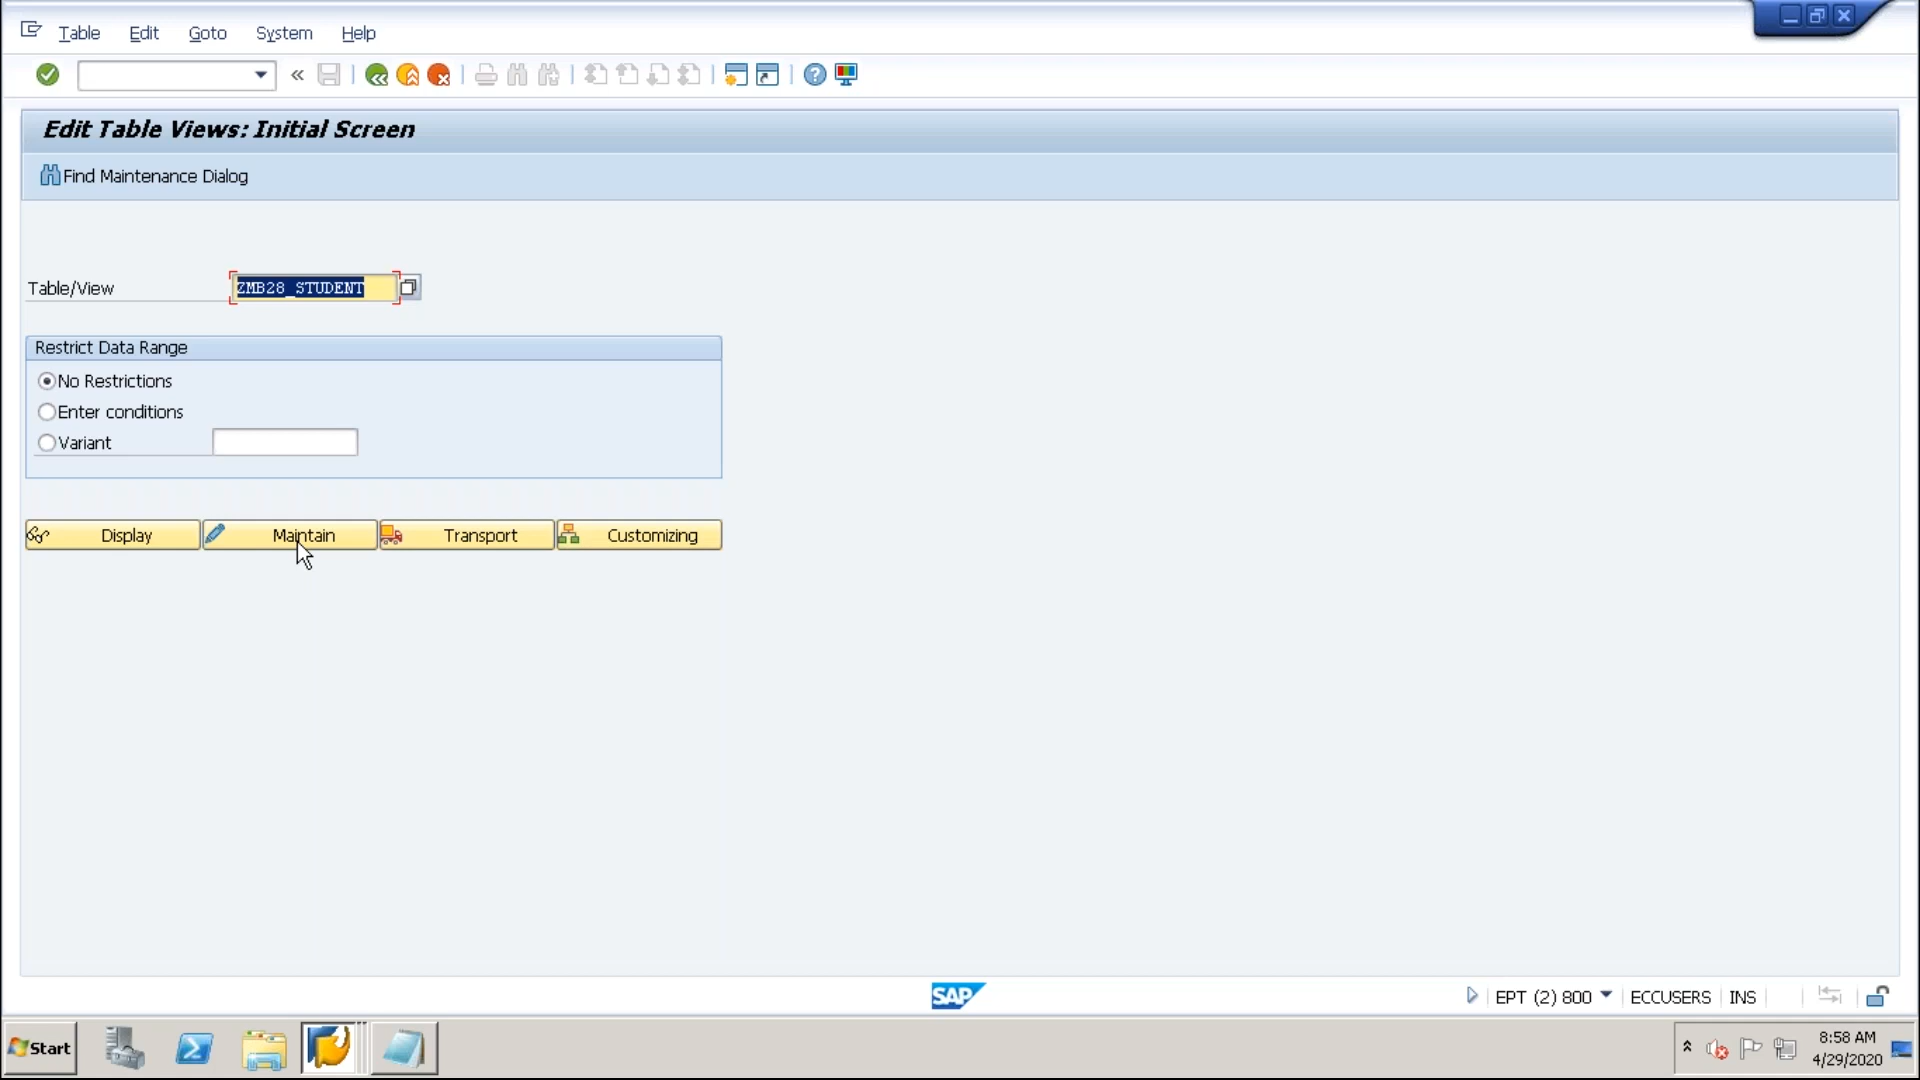 Table Edit Goto System Help
Edit Table Views: Initial Screen
Find Maintenance Dialog
Table/View ZMB28_STUDENT
Restrict Data Range
No Restrictions
Enter conditions
Variant
Display Maintain Transport Customizing
SAP EPT (2) 800 ECCUSERS INS
Start 8:58 AM
4/29/2020